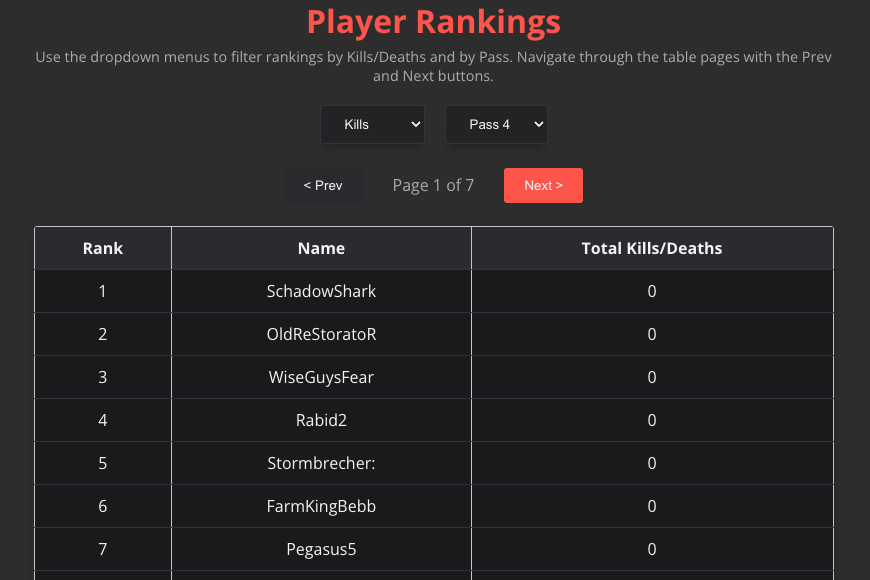 Player Rankings
Use the dropdown menus to filter rankings by Kills/Deaths and by Pass. Navigate through the table pages with the Prev
and Next buttons.
Kills Pass 4
< Prev Page 1 of 7 Next >
Rank Name Total Kills/Deaths
1 SchadowShark 0
2 OldReStoratoR 0
3 WiseGuysFear 0
4 Rabid2 0
5 Stormbrecher: 0
6 FarmKingBebb 0
7 Pegasus5 0